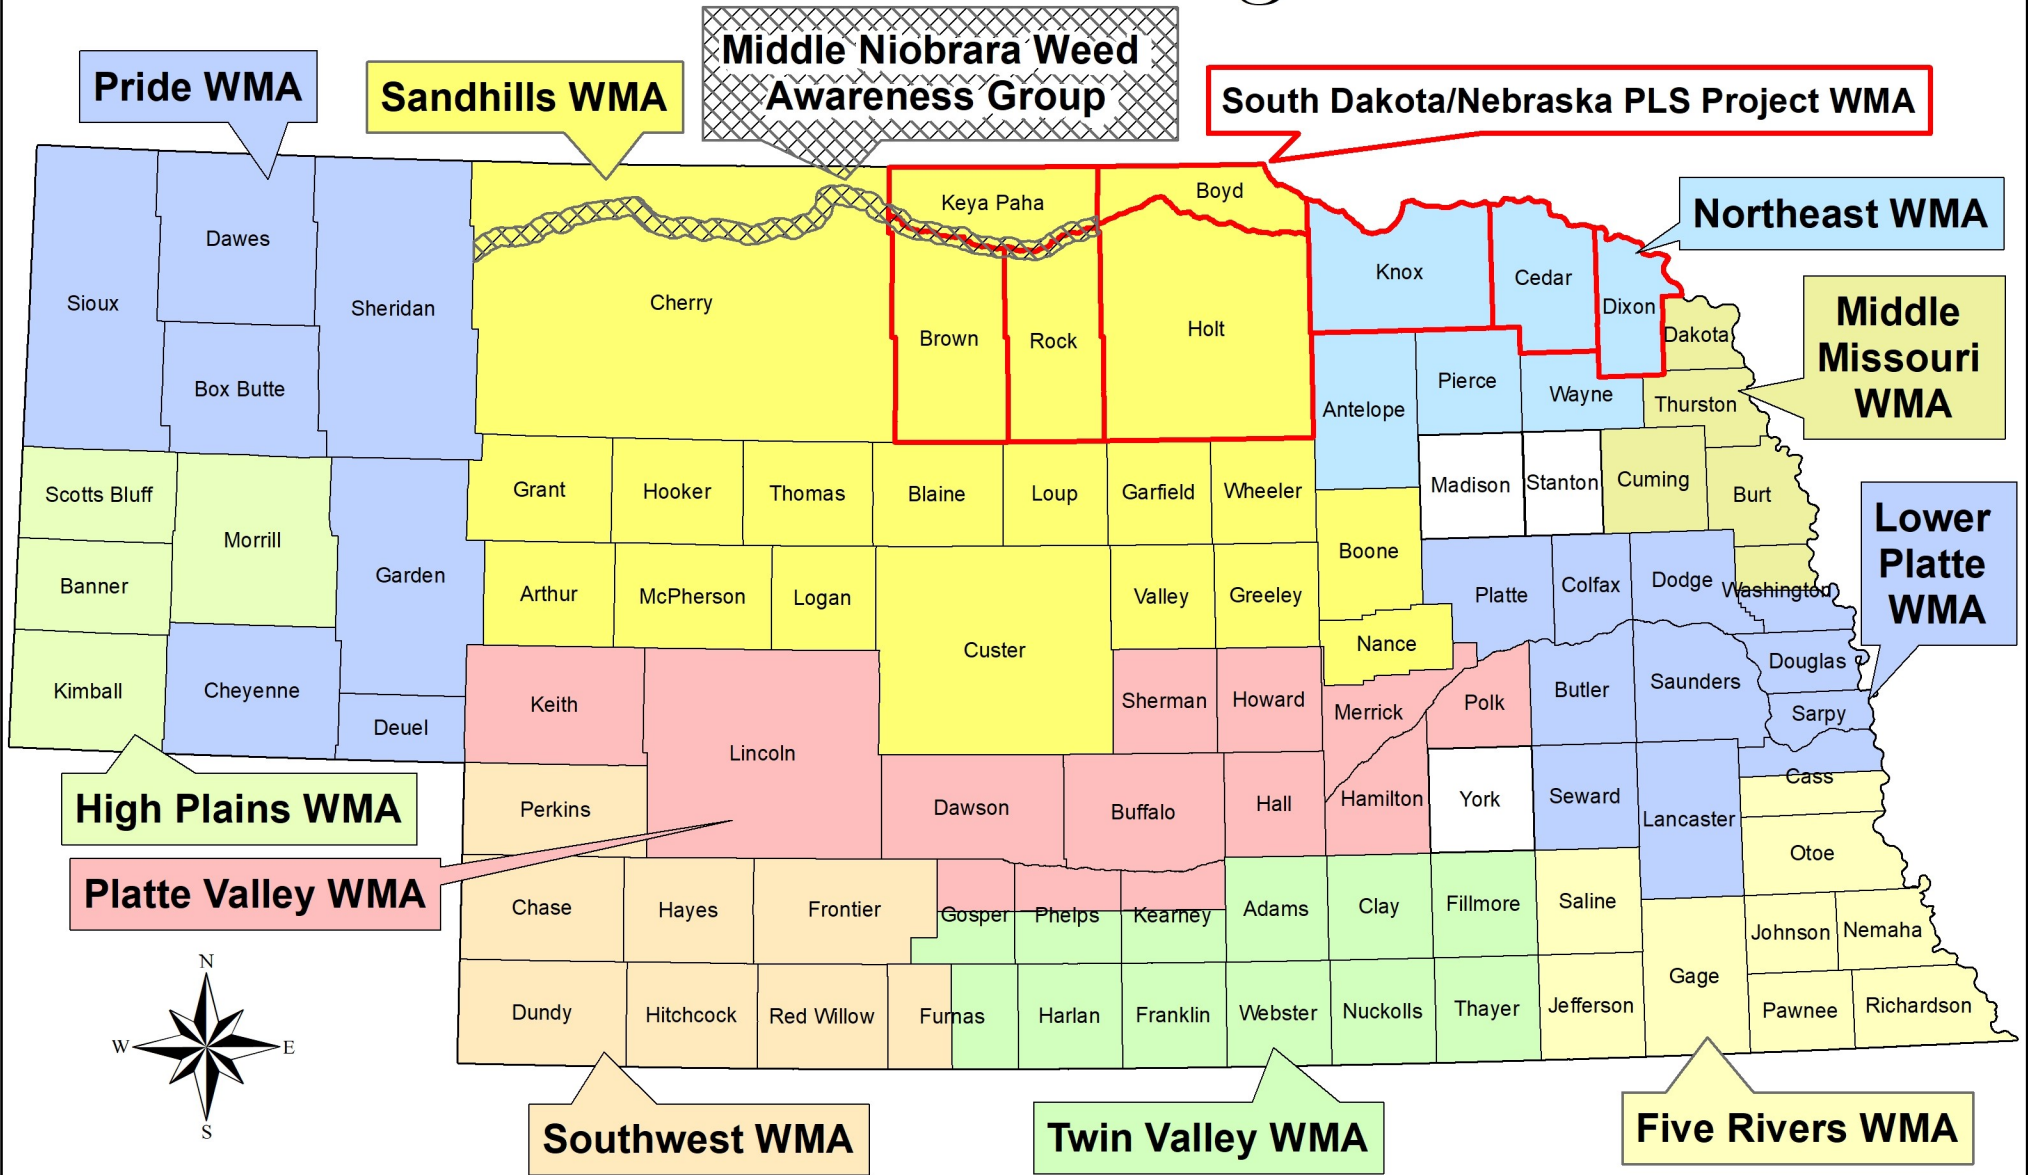 Middle Niobrara Weed
Awareness Group
Pride WMA
Sandhills WMA
South Dakota/Nebraska PLS Project WMA
Northeast WMA
Middle
Missouri
WMA
Lower
Platte
WMA
Sioux
Dawes
Sheridan
Box Butte
Cherry
Keya Paha
Boyd
Brown
Rock
Holt
Knox
Cedar
Dixon
Dakota
Antelope
Pierce
Wayne
Thurston
Scotts Bluff
Morrill
Garden
Banner
Kimball
Cheyenne
Deuel
Grant
Hooker
Thomas
Blaine
Loup
Garfield
Wheeler
Madison
Stanton
Cuming
Burt
Arthur
McPherson
Logan
Custer
Valley
Greeley
Boone
Nance
Platte
Colfax
Dodge
Washington
Keith
Lincoln
Sherman
Howard
Merrick
Polk
Butler
Saunders
Douglas
Sarpy
Perkins
Dawson
Buffalo
Hall
Hamilton
York
Seward
Lancaster
Cass
Otoe
Chase
Hayes
Frontier
Gosper
Phelps
Kearney
Adams
Clay
Fillmore
Saline
Johnson
Nemaha
Gage
Dundy
Hitchcock
Red Willow
Furnas
Harlan
Franklin
Webster
Nuckolls
Thayer
Jefferson
Pawnee
Richardson
High Plains WMA
Platte Valley WMA
N
W
E
S
Southwest WMA
Twin Valley WMA
Five Rivers WMA